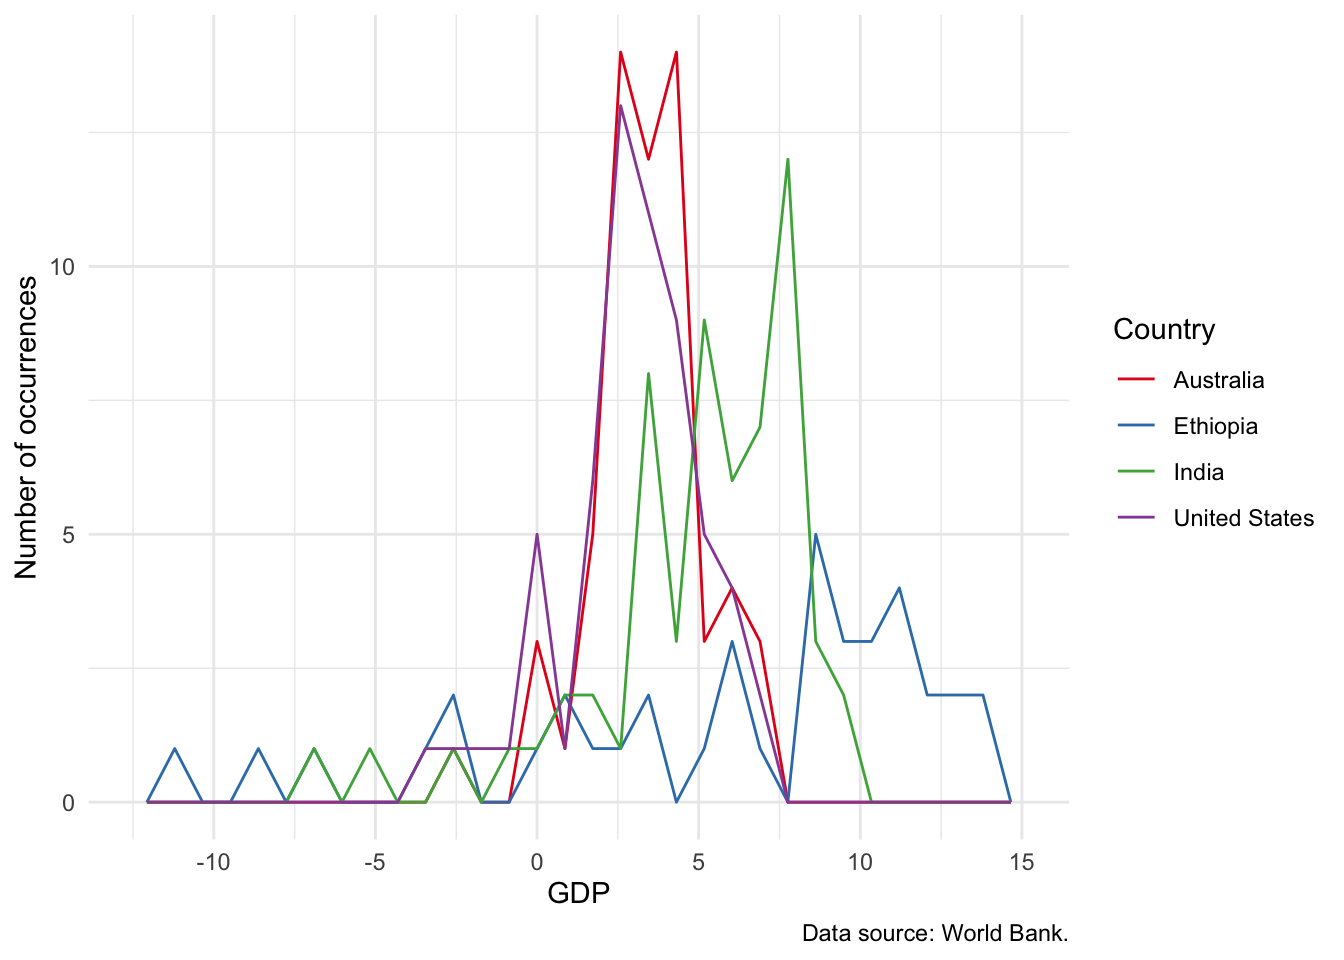 10
5
0
Number of occurrences
-10 -5 0 5 10 15
GDP
Country
Australia
Ethiopia
India
United States
Data source: World Bank.